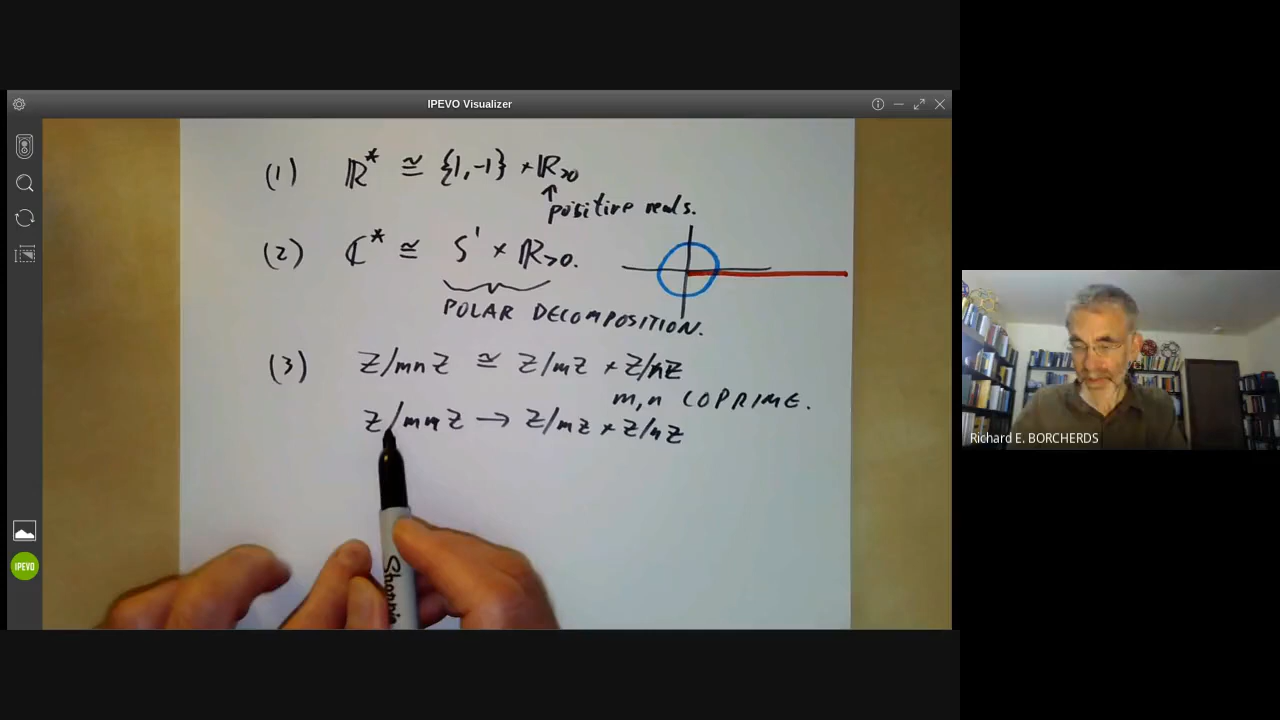 IPEVO Visualizer
(1) ℝ* ≅ {1,-1} × ℝ>0
↑
positive reals.
(2) ℂ* ≅ S¹ × ℝ>0.
POLAR DECOMPOSITION.
(3) Z/mnZ ≅ Z/mZ × Z/nZ
m,n COPRIME.
Z/mnZ → Z/mZ × Z/nZ
Sharpie
IPEVO
Richard E. BORCHERDS